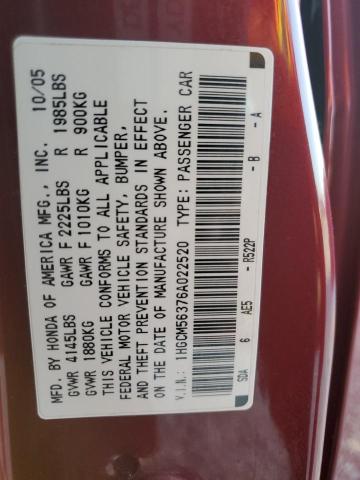 MFD. BY HONDA OF AMERICA MFG., INC. 10/05
GVWR 4145LBS GAWR F 2225LBS R 1985LBS
GVWR 1880KG GAWR F 1010KG R 900KG
THIS VEHICLE CONFORMS TO ALL APPLICABLE
FEDERAL MOTOR VEHICLE SAFETY, BUMPER,
AND THEFT PREVENTION STANDARDS IN EFFECT
ON THE DATE OF MANUFACTURE SHOWN ABOVE.
V.I.N.: 1HGCM56376A022520 TYPE: PASSENGER CAR
SDA 6 AE5 - R522P - B - A